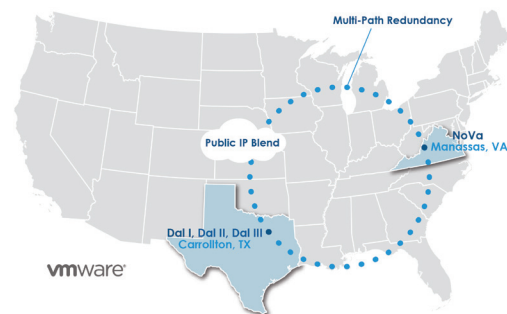 Multi-Path Redundancy
Public IP Blend
NoVa
Manassas, VA
Dal I, Dal II, Dal III
Carrollton, TX
vmware®